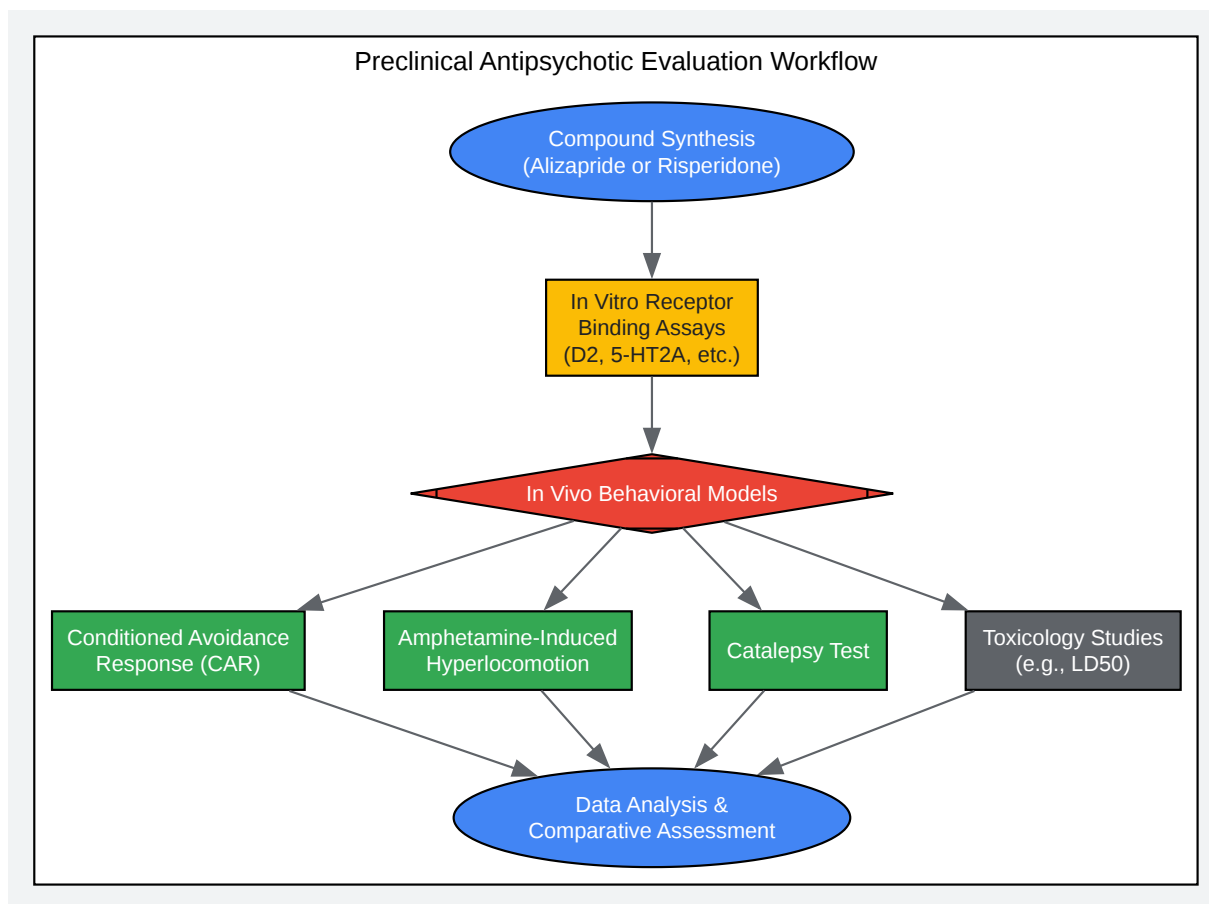 Preclinical Antipsychotic Evaluation Workflow
Compound Synthesis
(Alizapride or Risperidone)
In Vitro Receptor
Binding Assays
(D2, 5-HT2A, etc.)
In Vivo Behavioral Models
Conditioned Avoidance
Response (CAR)
Amphetamine-Induced
Hyperlocomotion
Catalepsy Test
Toxicology Studies
(e.g., LD50)
Data Analysis &
Comparative Assessment